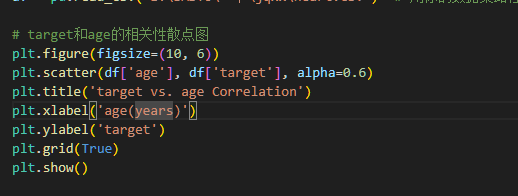 # target和age的相关性散点图
plt.figure(figsize=(10, 6))
plt.scatter(df['age'], df['target'], alpha=0.6)
plt.title('target vs. age Correlation')
plt.xlabel('age(years)')
plt.ylabel('target')
plt.grid(True)
plt.show()